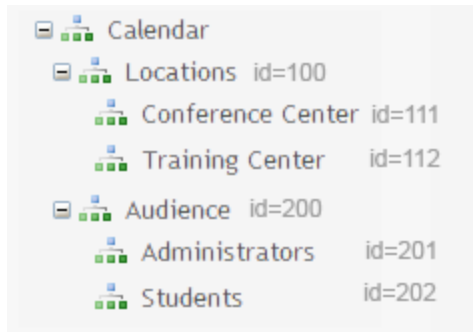 Calendar
Locations id=100
Conference Center id=111
Training Center id=112
Audience id=200
Administrators id=201
Students id=202